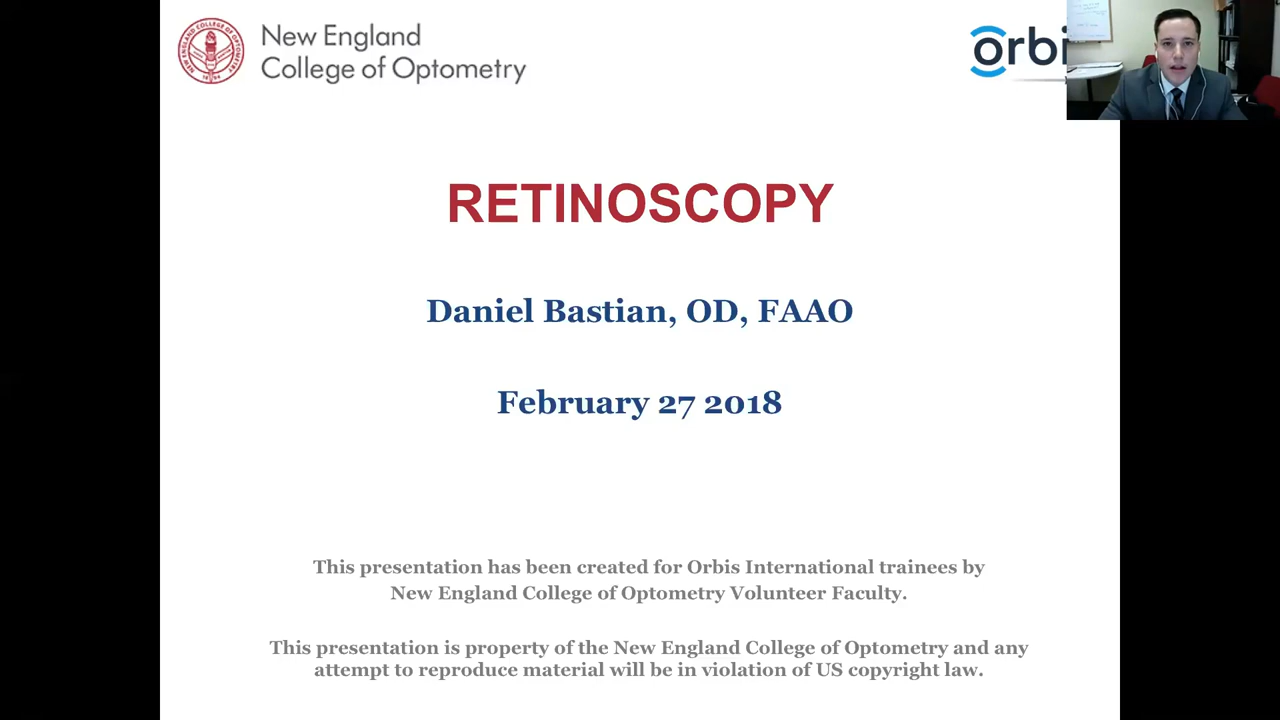 New England
College of Optometry
orbi
RETINOSCOPY
Daniel Bastian, OD, FAAO
February 27 2018
This presentation has been created for Orbis International trainees by
New England College of Optometry Volunteer Faculty.
This presentation is property of the New England College of Optometry and any
attempt to reproduce material will be in violation of US copyright law.